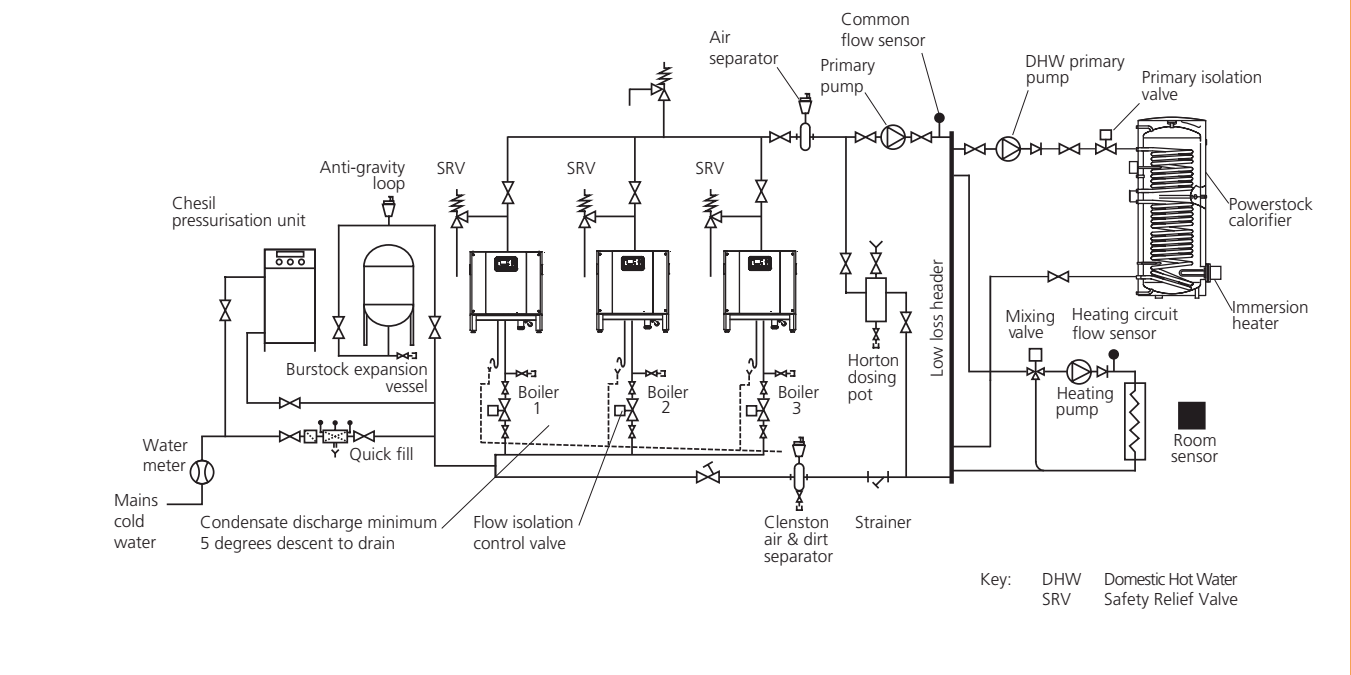 Common
flow sensor
Air
separator
Primary
pump
DHW primary
pump
Primary isolation
valve
Anti-gravity
loop
SRV
SRV
SRV
Chesil
pressurisation unit
Powerstock
calorifier
Low loss header
Immersion
heater
Mixing
valve
Heating circuit
flow sensor
Burstock expansion
vessel
Horton
dosing
pot
Boiler
1
Boiler
2
Boiler
3
Heating
pump
Room
sensor
Water
meter
Quick fill
Mains
cold
water
Condensate discharge minimum
5 degrees descent to drain
Flow isolation
control valve
Clenston
air & dirt
separator
Strainer
Key: DHW Domestic Hot Water
SRV Safety Relief Valve